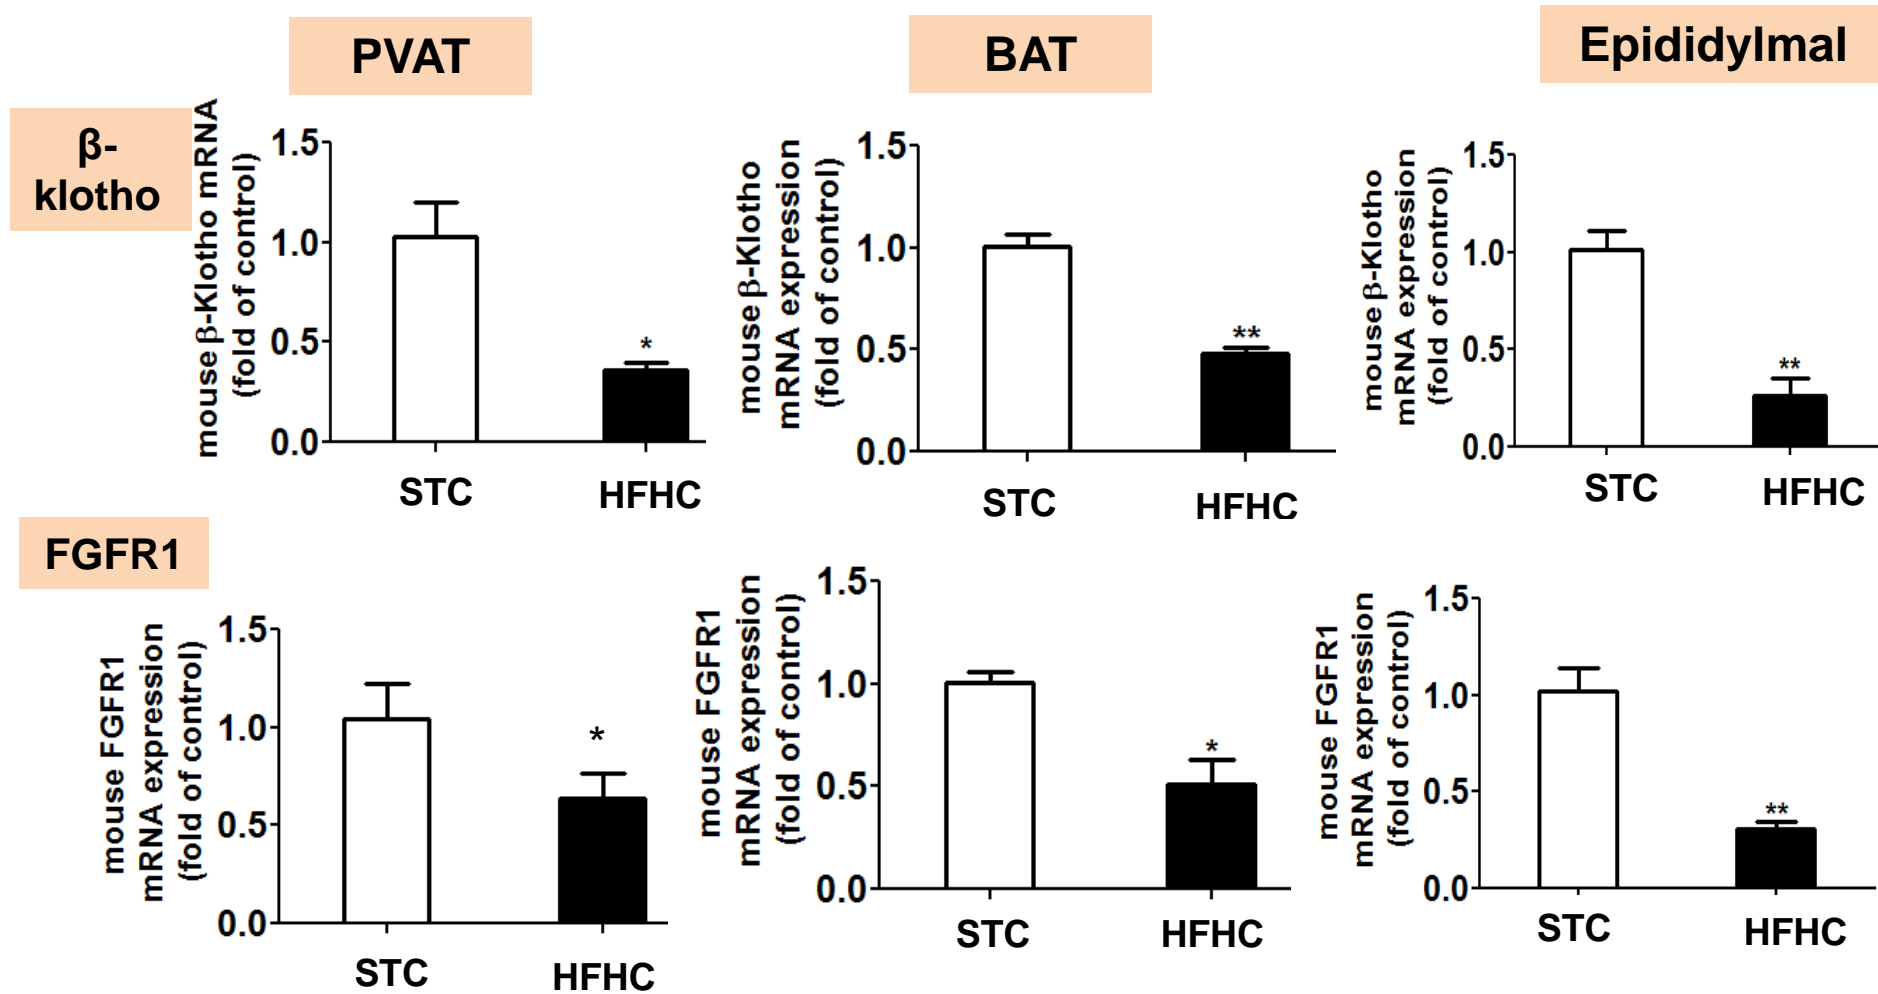 PVAT
BAT
Epididylmal
β-
klotho
mouse β-Klotho mRNA
(fold of control)
1.5
1.0
0.5
0.0
*
STC
HFHC
mouse β-Klotho
mRNA expression
(fold of control)
1.5
1.0
0.5
0.0
**
STC
HFHC
mouse β-Klotho
mRNA expression
(fold of control)
1.5
1.0
0.5
0.0
**
STC
HFHC
FGFR1
mouse FGFR1
mRNA expression
(fold of control)
1.5
1.0
0.5
0.0
*
STC
HFHC
mouse FGFR1
mRNA expression
(fold of control)
1.5
1.0
0.5
0.0
*
STC
HFHC
mouse FGFR1
mRNA expression
(fold of control)
1.5
1.0
0.5
0.0
**
STC
HFHC